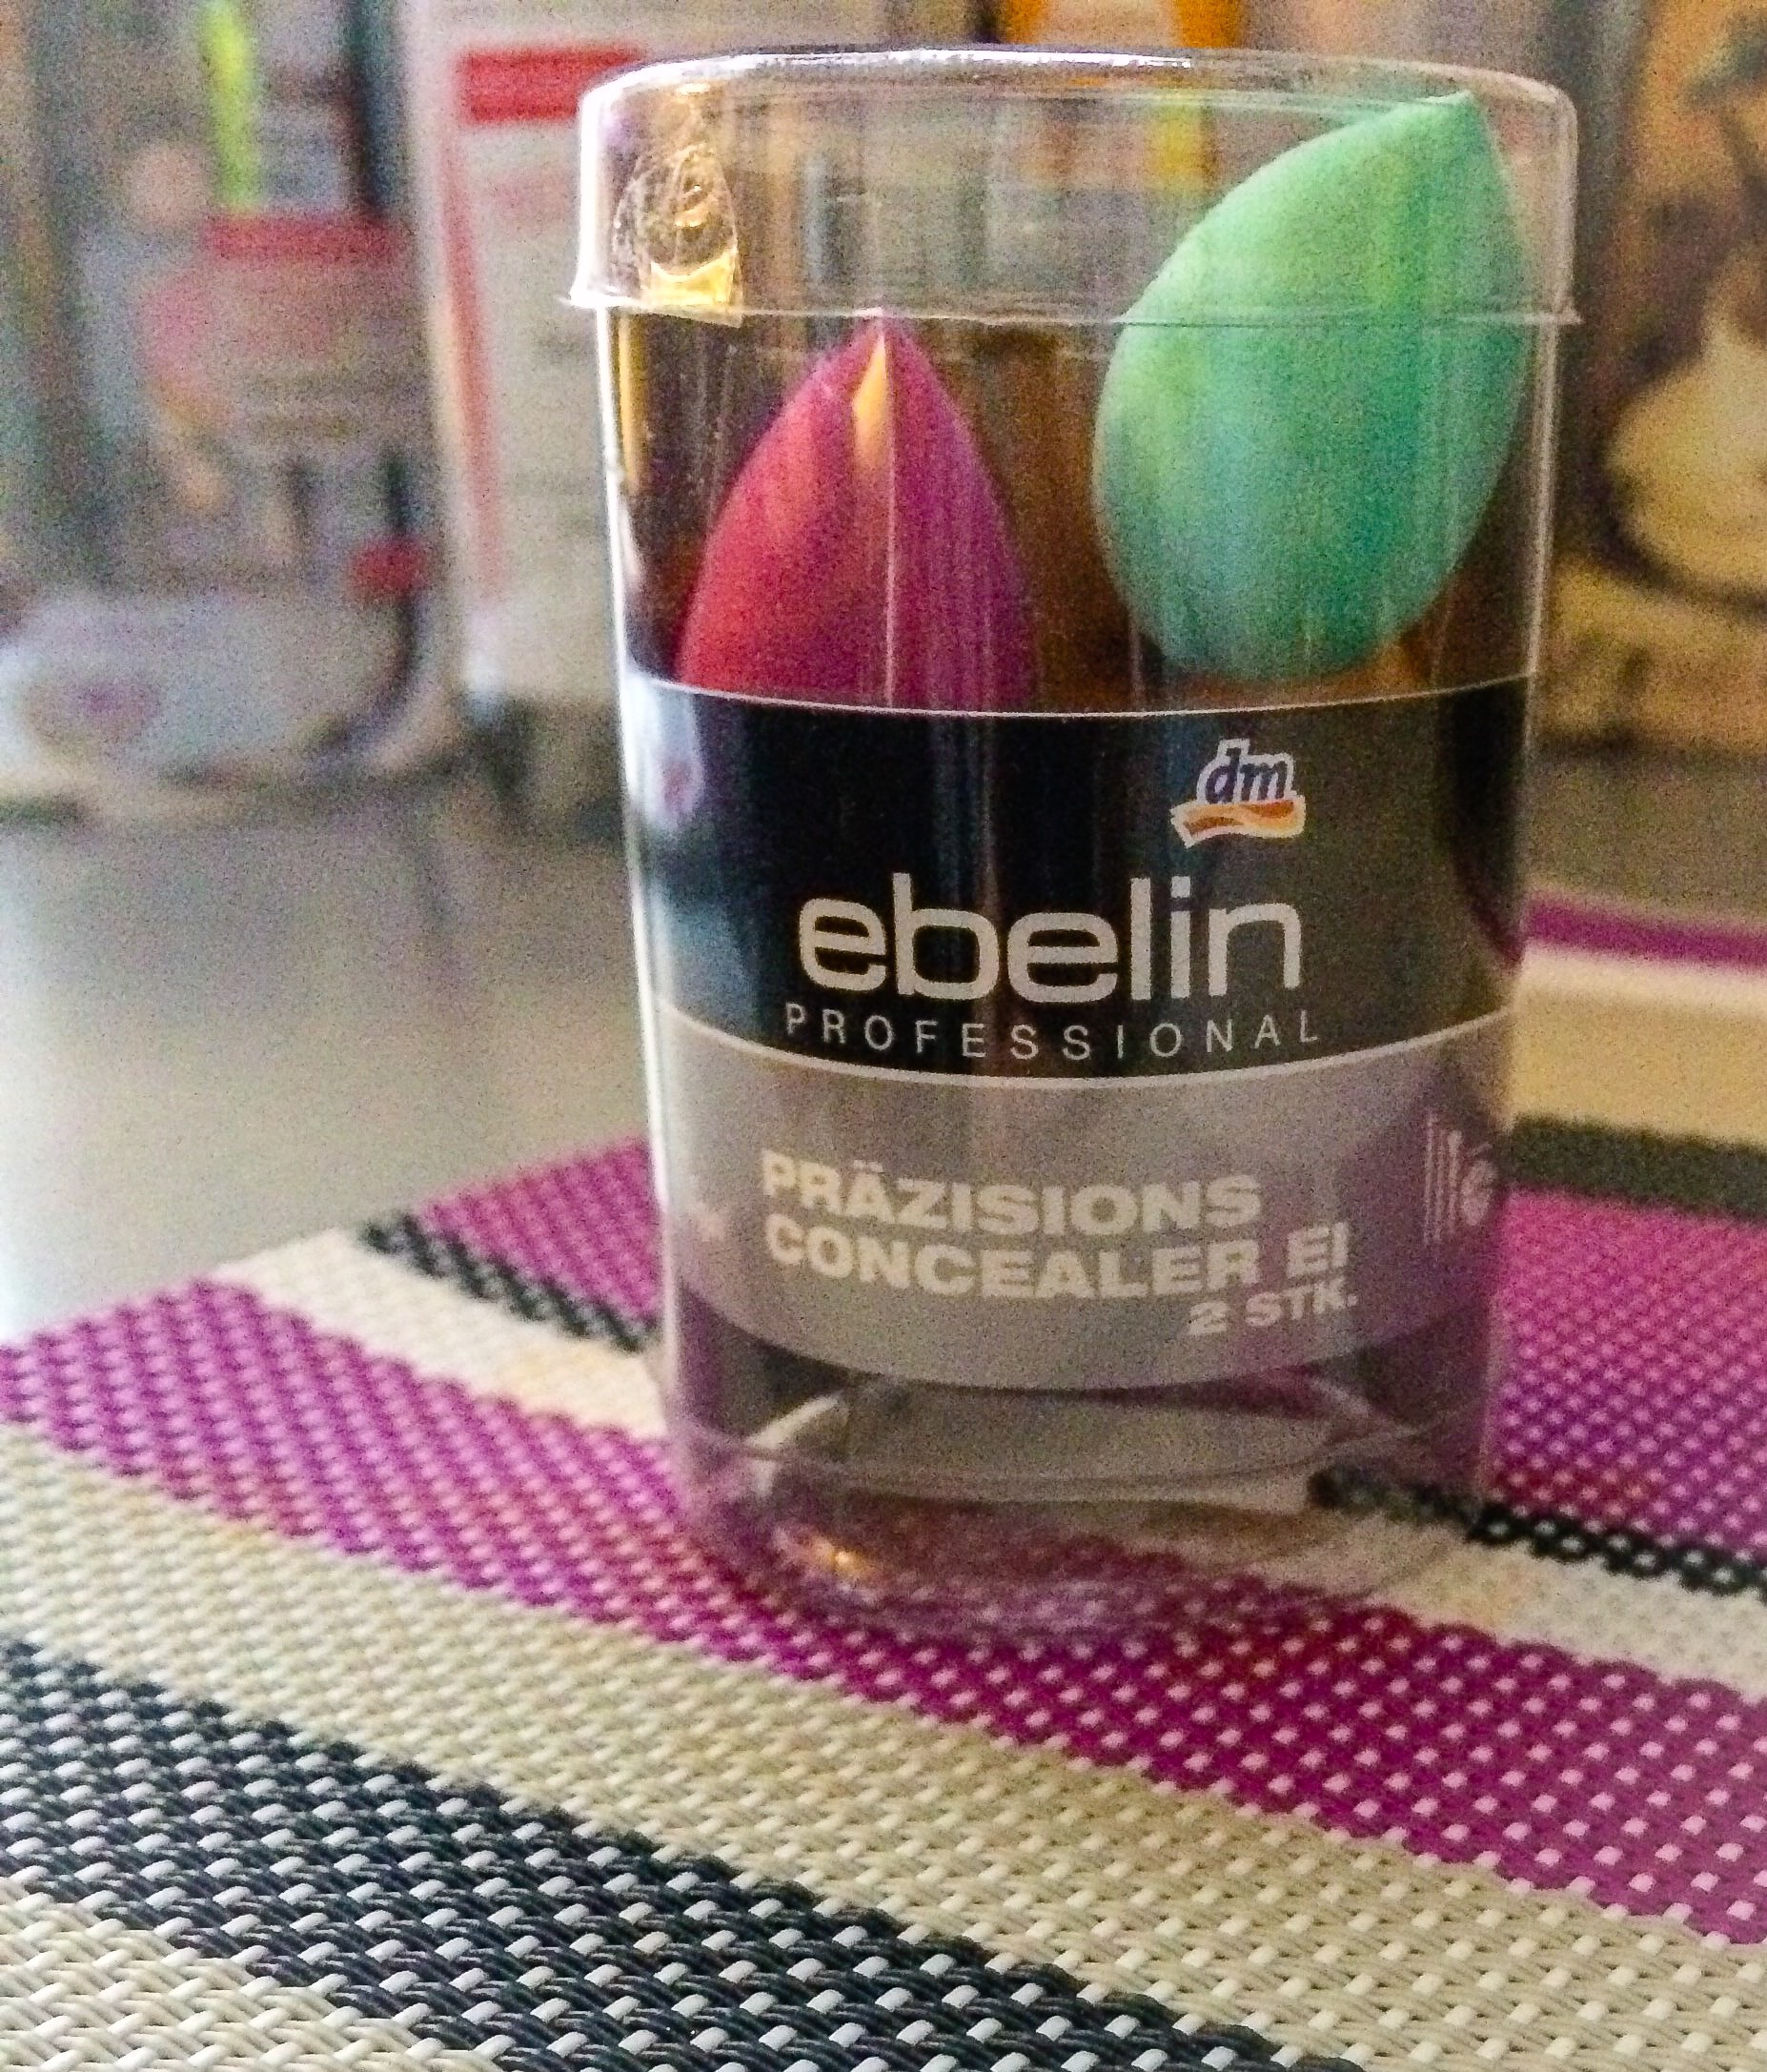 dm
ebelin
PROFESSIONAL
PRÄZISIONS
CONCEALER EI
2 STK.